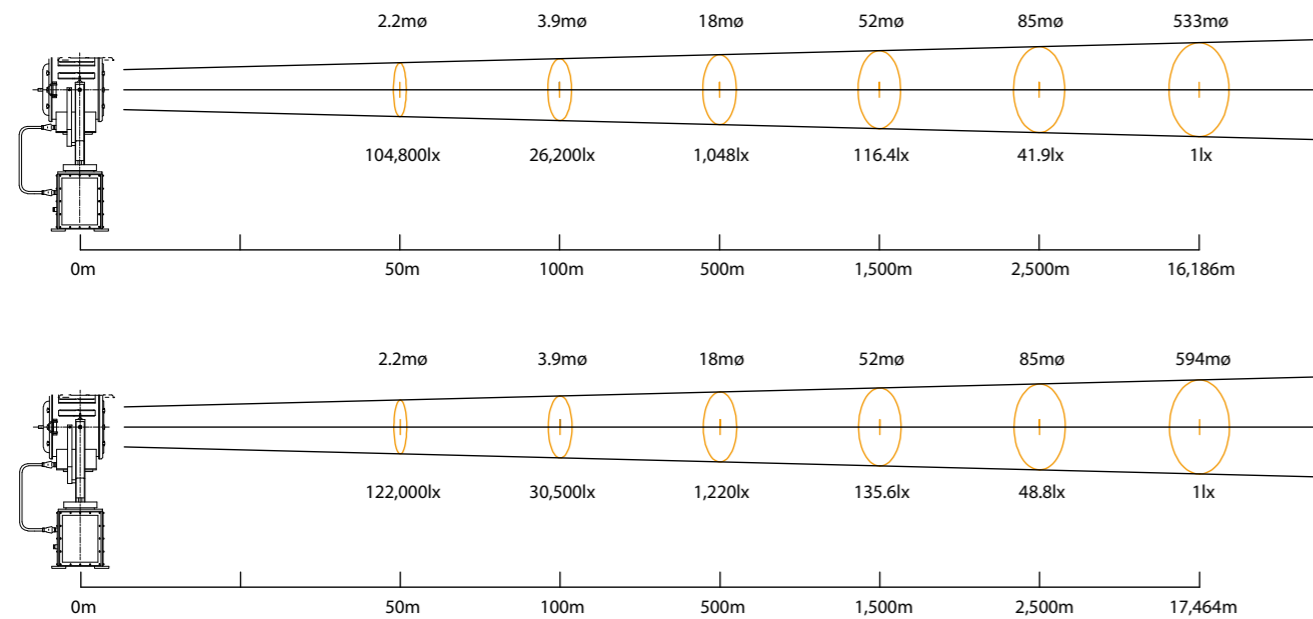 2.2mø 3.9mø 18mø 52mø 85mø 533mø
104,800lx 26,200lx 1,048lx 116.4lx 41.9lx 1lx
0m 50m 100m 500m 1,500m 2,500m 16,186m
2.2mø 3.9mø 18mø 52mø 85mø 594mø
122,000lx 30,500lx 1,220lx 135.6lx 48.8lx 1lx
0m 50m 100m 500m 1,500m 2,500m 17,464m